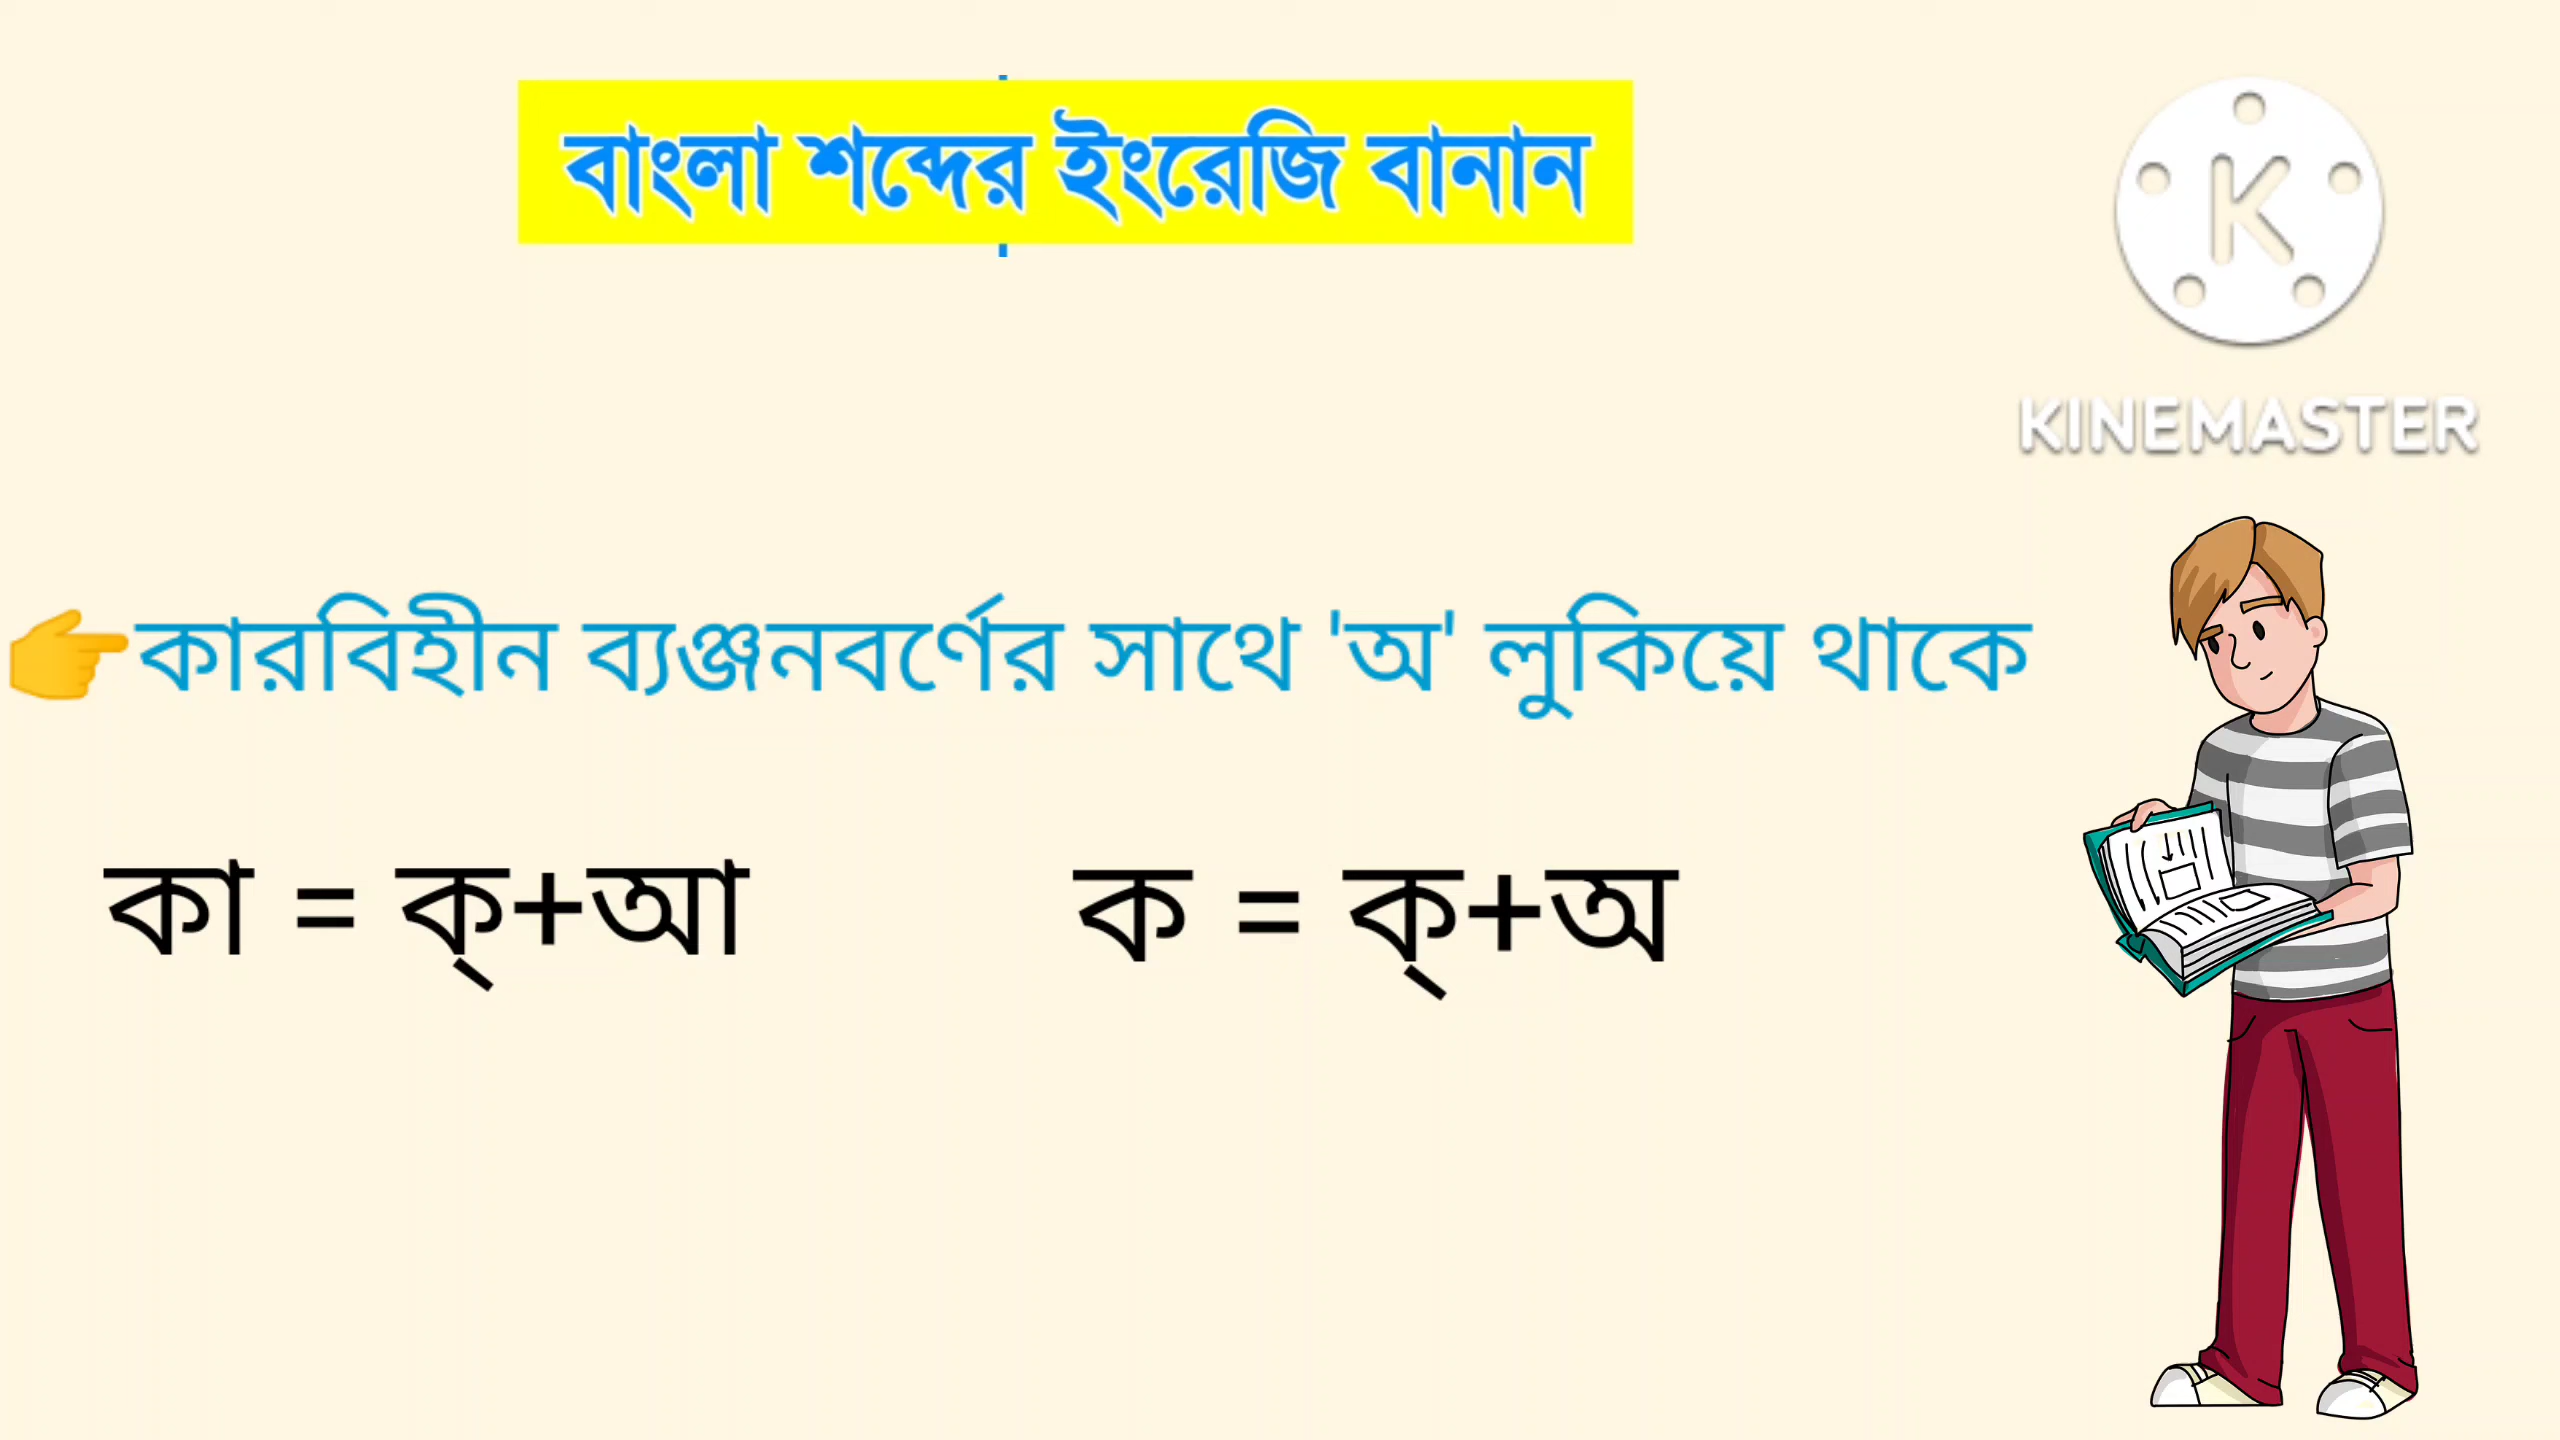 বাংলা শব্দের ইংরেজি বানান
K
KINEMASTER
👉কারবিহীন ব্যঞ্জনবর্ণের সাথে 'অ' লুকিয়ে থাকে
কা = ক্+আ
ক = ক্+অ